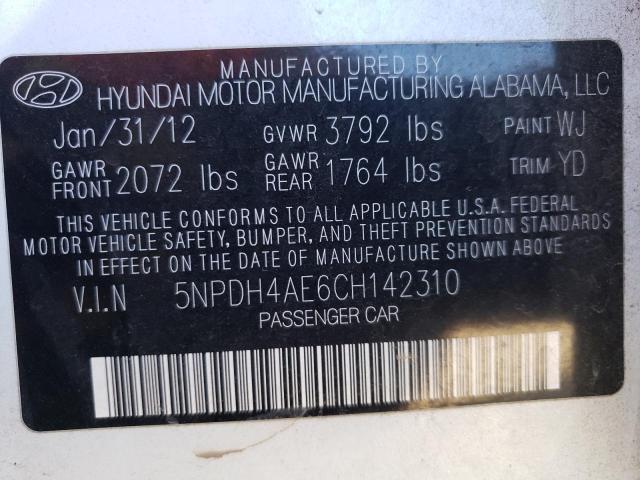 MANUFACTURED BY
HYUNDAI MOTOR MANUFACTURING ALABAMA, LLC
Jan/31/12 GVWR 3792 lbs PAINT WJ
GAWR FRONT 2072 lbs GAWR REAR 1764 lbs TRIM YD
THIS VEHICLE CONFORMS TO ALL APPLICABLE U.S.A. FEDERAL
MOTOR VEHICLE SAFETY, BUMPER, AND THEFT PREVENTION STANDARDS
IN EFFECT ON THE DATE OF MANUFACTURE SHOWN ABOVE
V.I.N 5NPDH4AE6CH142310
PASSENGER CAR